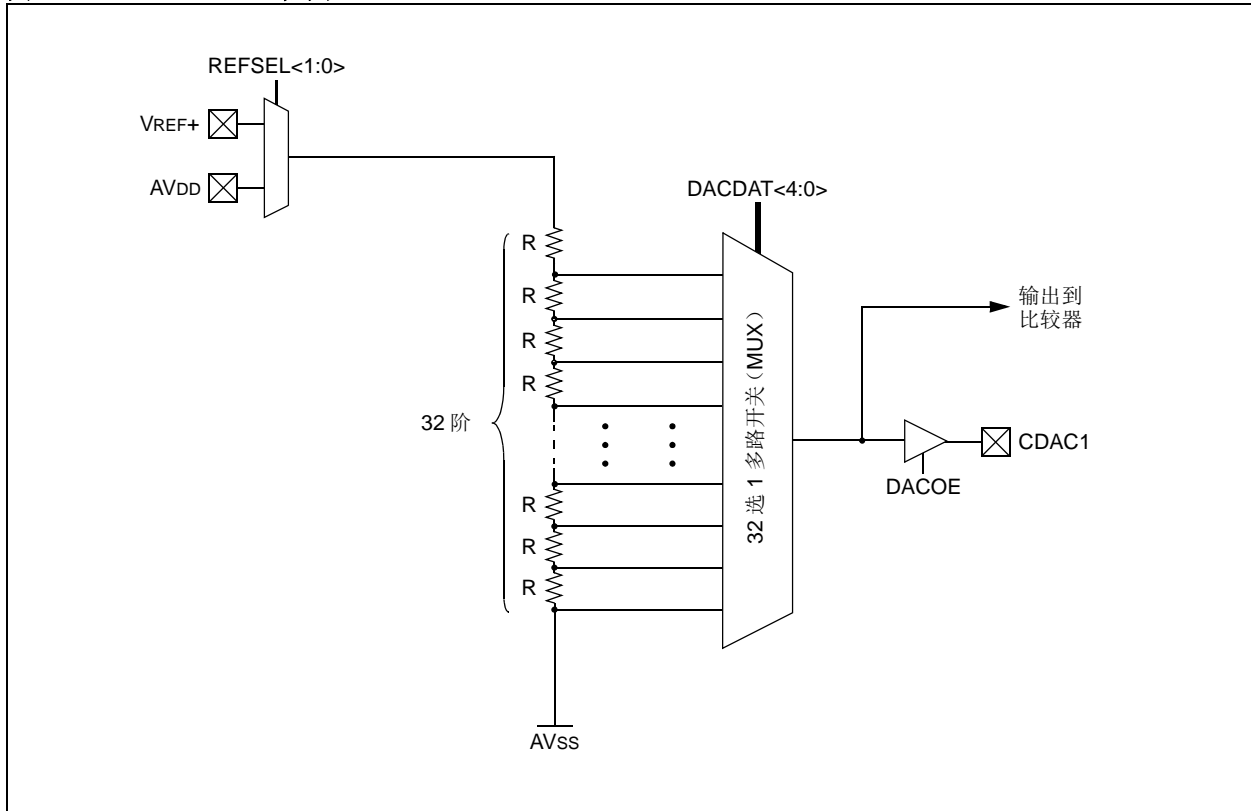 REFSEL<1:0>
VREF+
AVDD
DACDAT<4:0>
R
R
R
R
32 阶
R
R
R
32 选 1 多路开关（MUX）
输出到
比较器
CDAC1
DACOE
AVSS